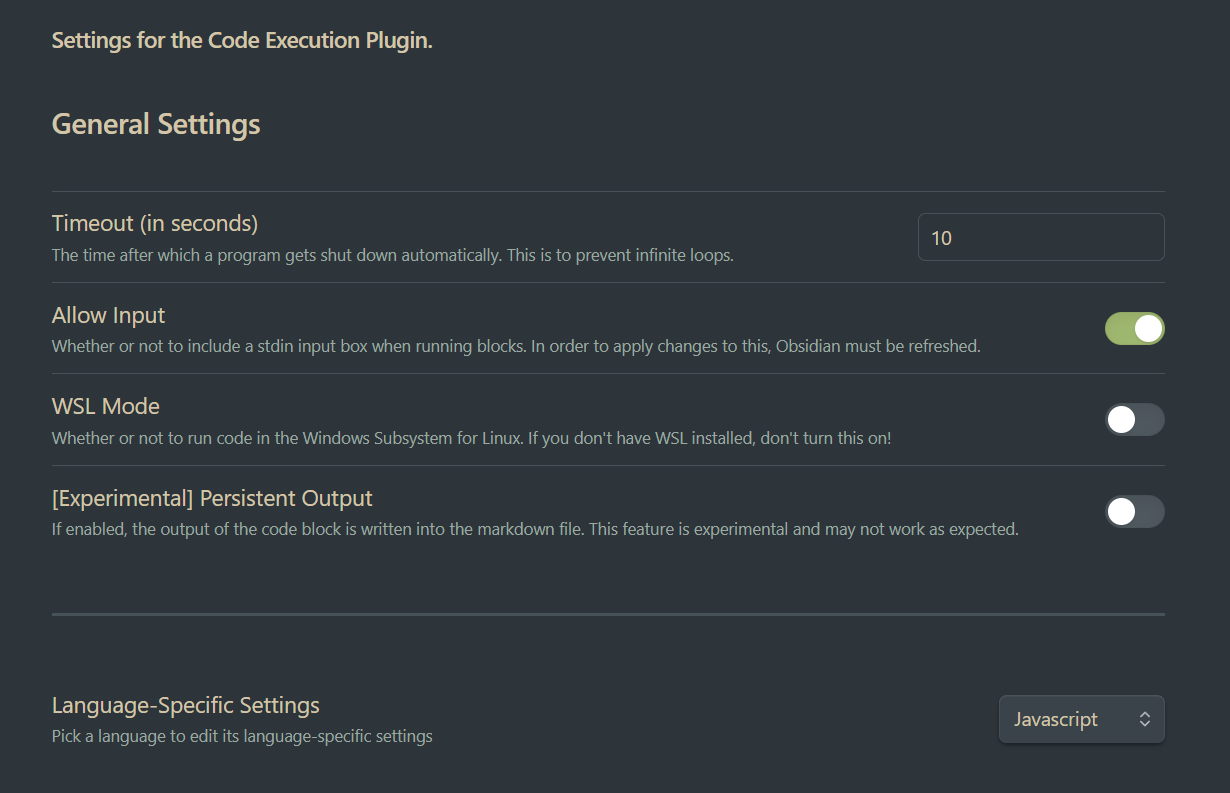 Settings for the Code Execution Plugin.
General Settings
Timeout (in seconds)
The time after which a program gets shut down automatically. This is to prevent infinite loops.
10
Allow Input
Whether or not to include a stdin input box when running blocks. In order to apply changes to this, Obsidian must be refreshed.
WSL Mode
Whether or not to run code in the Windows Subsystem for Linux. If you don't have WSL installed, don't turn this on!
[Experimental] Persistent Output
If enabled, the output of the code block is written into the markdown file. This feature is experimental and may not work as expected.
Language-Specific Settings
Pick a language to edit its language-specific settings
Javascript